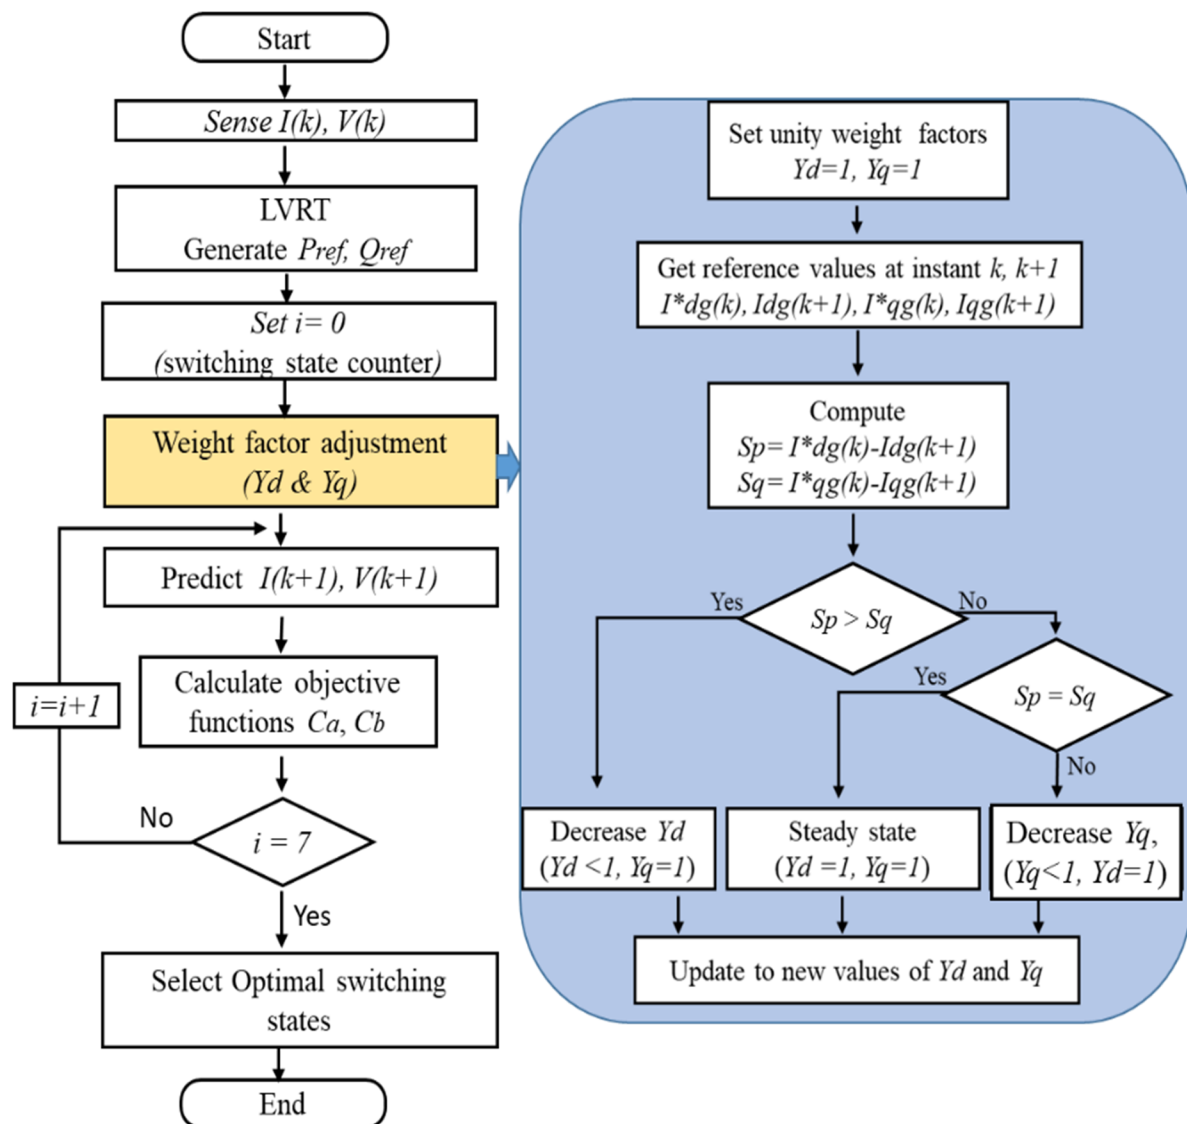 Start
Sense I(k), V(k)
LVRT
Generate Pref, Qref
Set i= 0
(switching state counter)
Weight factor adjustment
(Yd & Yq)
Predict I(k+1), V(k+1)
Calculate objective
functions Ca, Cb
i=i+1
No
i = 7
Yes
Select Optimal switching
states
End
Set unity weight factors
Yd=1, Yq=1
Get reference values at instant k, k+1
I*dg(k), Idg(k+1), I*qg(k), Iqg(k+1)
Compute
Sp= I*dg(k)-Idg(k+1)
Sq= I*qg(k)-Iqg(k+1)
Yes
Sp > Sq
No
Yes
Sp = Sq
No
Decrease Yd
(Yd <1, Yq=1)
Steady state
(Yd =1, Yq=1)
Decrease Yq,
(Yq<1, Yd=1)
Update to new values of Yd and Yq